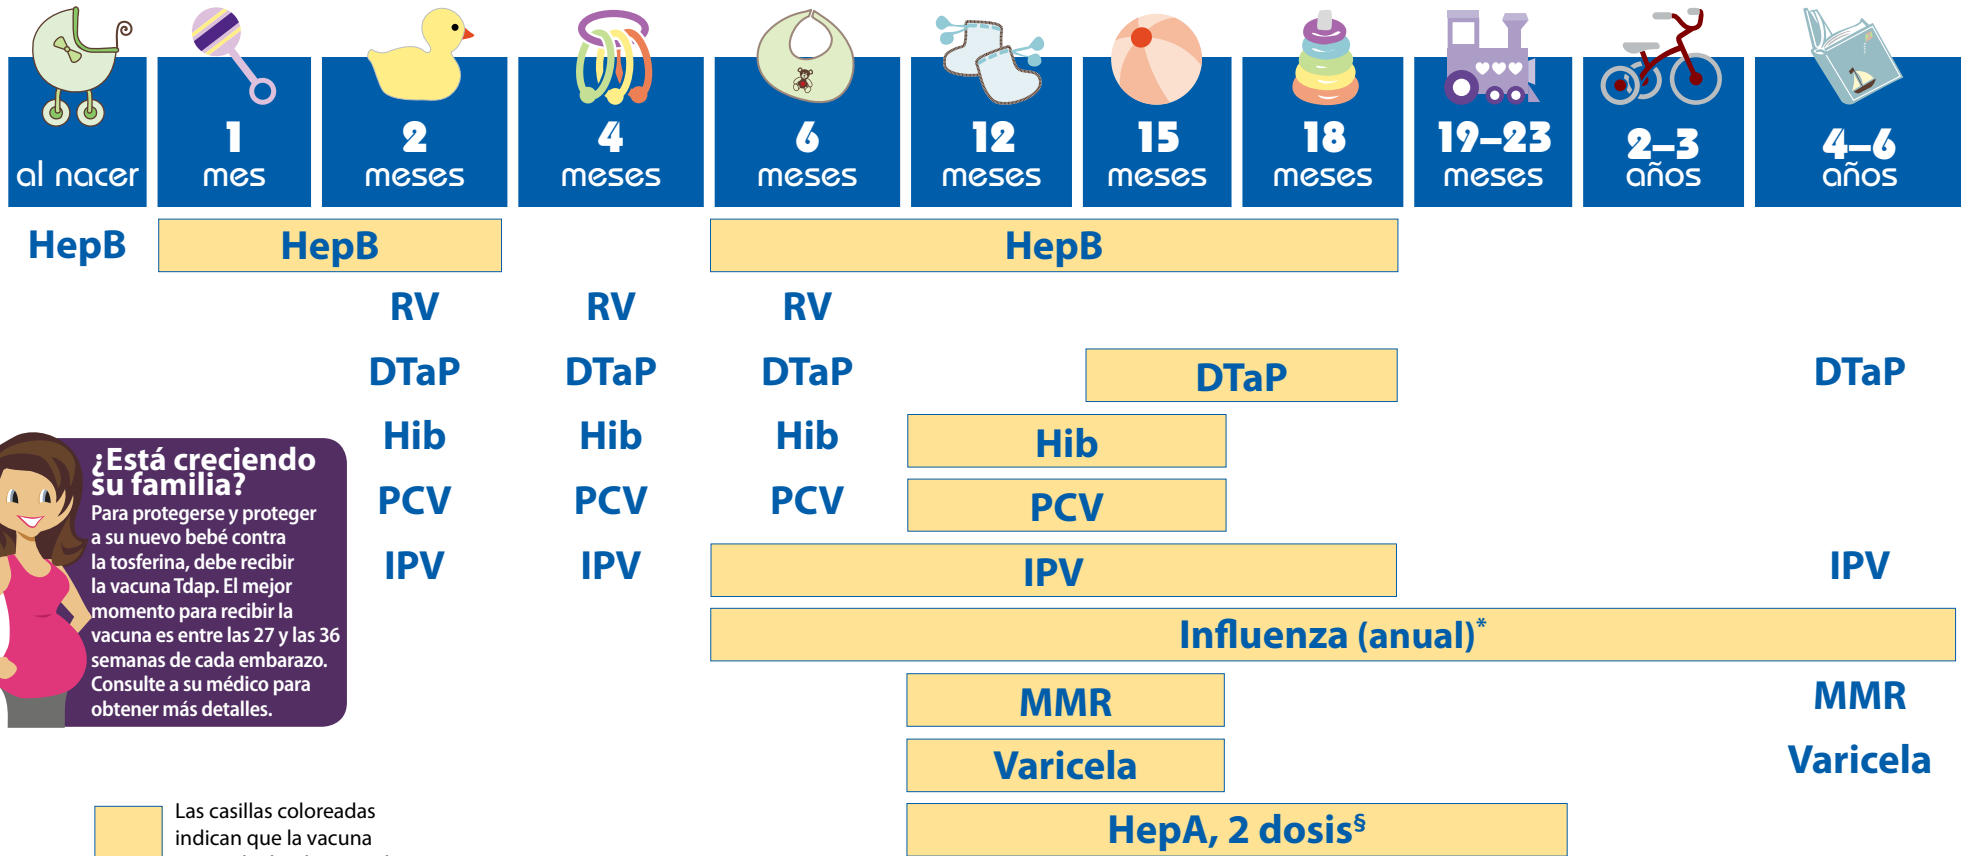 al nacer
1
mes
2
meses
4
meses
6
meses
12
meses
15
meses
18
meses
19–23
meses
2–3
años
4–6
años
HepB HepB HepB
RV RV RV
DTaP DTaP DTaP DTaP DTaP
Hib Hib Hib Hib
PCV PCV PCV PCV
IPV IPV IPV IPV
Influenza (anual)*
MMR MMR
Varicela Varicela
HepA, 2 dosis§
¿Está creciendo
su familia?
Para protegerse y proteger
a su nuevo bebé contra
la tosferina, debe recibir
la vacuna Tdap. El mejor
momento para recibir la
vacuna es entre las 27 y las 36
semanas de cada embarazo.
Consulte a su médico para
obtener más detalles.
Las casillas coloreadas
indican que la vacuna